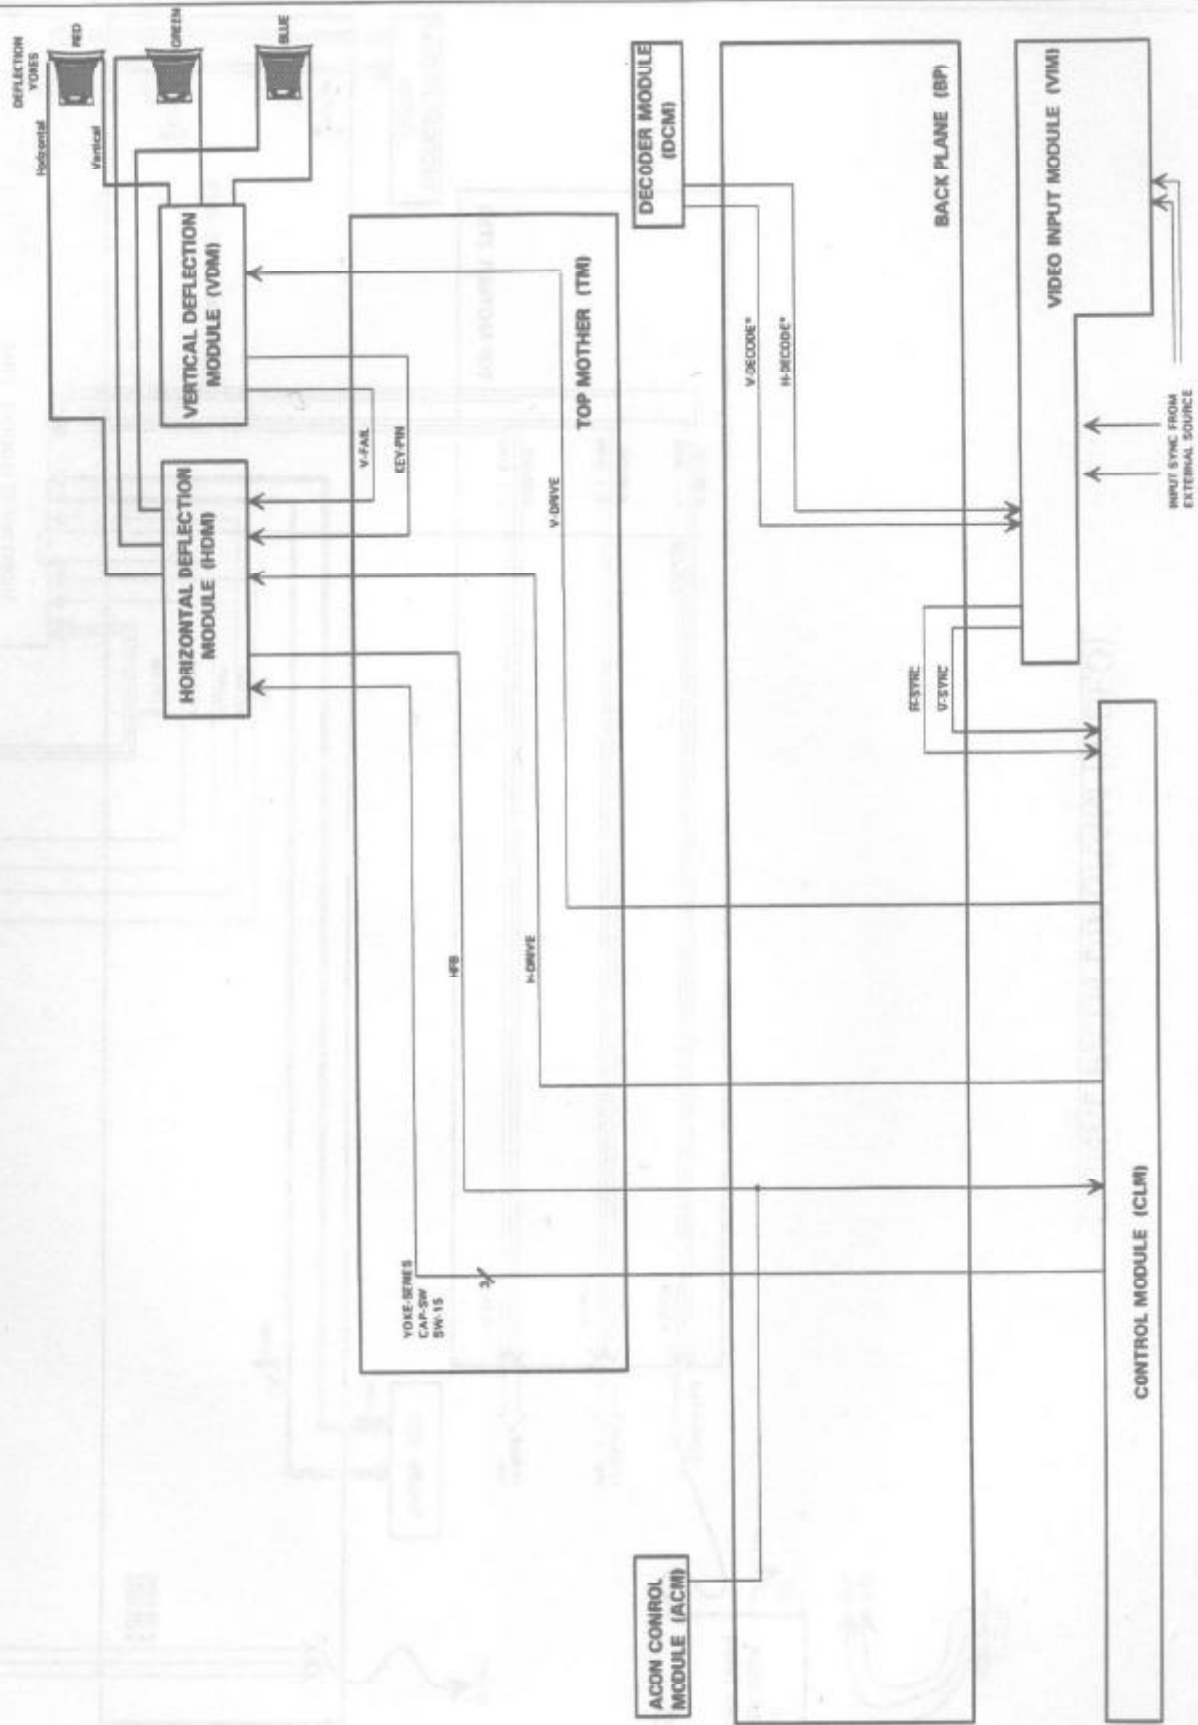 DEFLECTION
YOKES
RED
GREEN
BLUE
Horizontal
Vertical
VERTICAL DEFLECTION
MODULE (VDM)
HORIZONTAL DEFLECTION
MODULE (HDM)
V-FAIL
KEY-PIN
TOP MOTHER (TM)
V-DRIVE
HFB
H-DRIVE
YOKE-SERIES
CAP-SW
SW-15
3
DECODER MODULE
(DCM)
V-DECODE*
H-DECODE*
BACK PLANE (BP)
VIDEO INPUT MODULE (VIM)
INPUT SYNC FROM
EXTERNAL SOURCE
H-SYNC
V-SYNC
ACON CONROL
MODULE (ACM)
CONTROL MODULE (CLM)